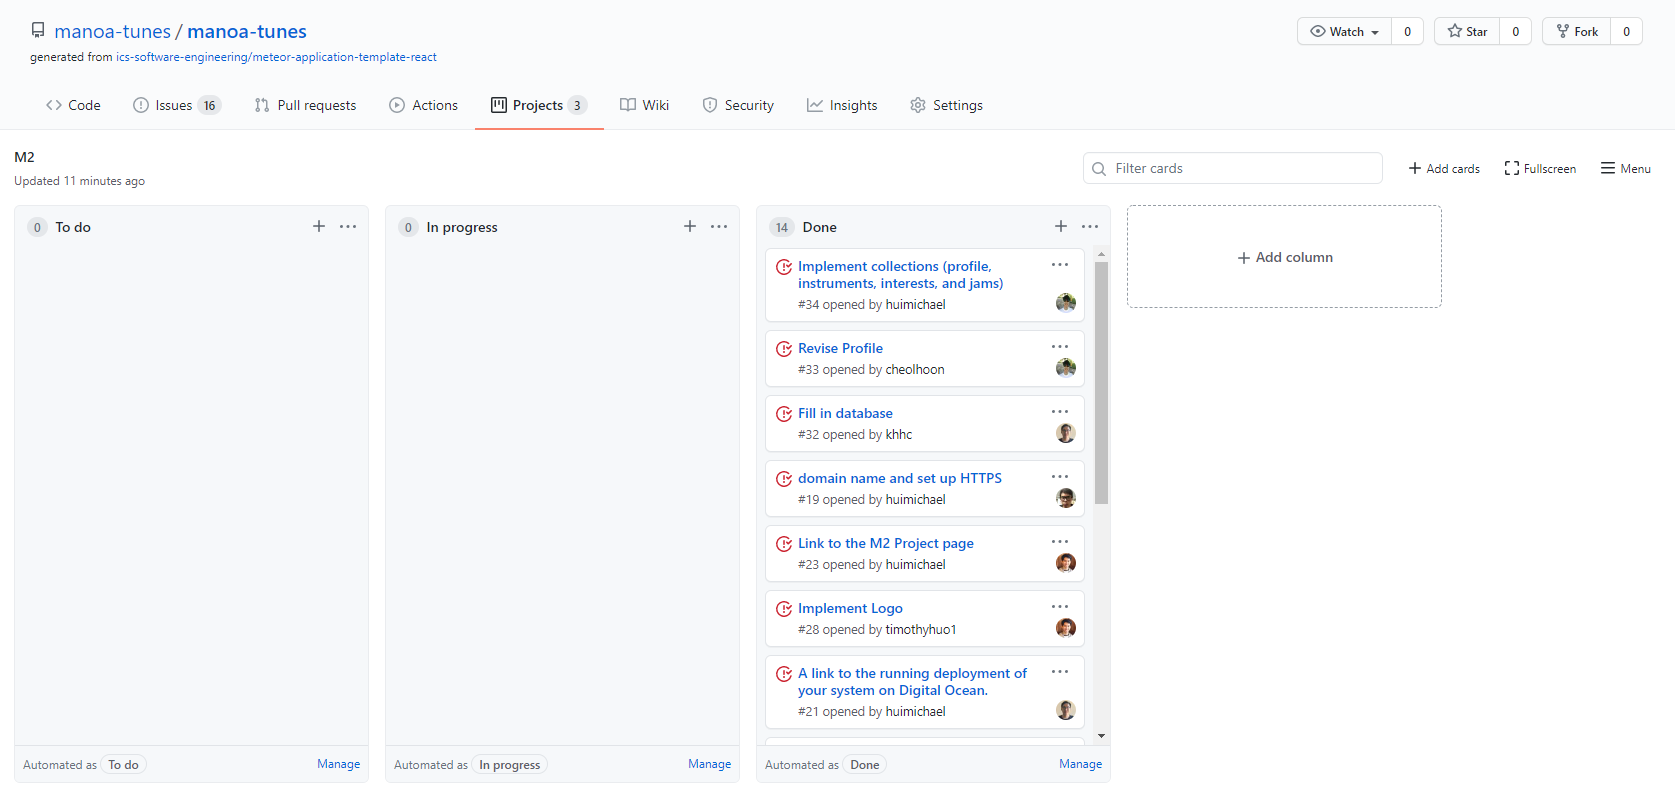 manoa-tunes / manoa-tunes
Watch 0 Star 0 Fork 0
generated from ics-software-engineering/meteor-application-template-react
Code Issues 16 Pull requests Actions Projects 3 Wiki Security Insights Settings
M2
Updated 11 minutes ago
Filter cards
Add cards Fullscreen Menu
0 To do
0 In progress
14 Done
Implement collections (profile,
instruments, interests, and jams)
#34 opened by huimichael
Revise Profile
#33 opened by cheolhoon
Fill in database
#32 opened by khhc
domain name and set up HTTPS
#19 opened by huimichael
Link to the M2 Project page
#23 opened by huimichael
Implement Logo
#28 opened by timothyhuo1
A link to the running deployment of
your system on Digital Ocean.
#21 opened by huimichael
Add column
Automated as To do Manage
Automated as In progress Manage
Automated as Done Manage